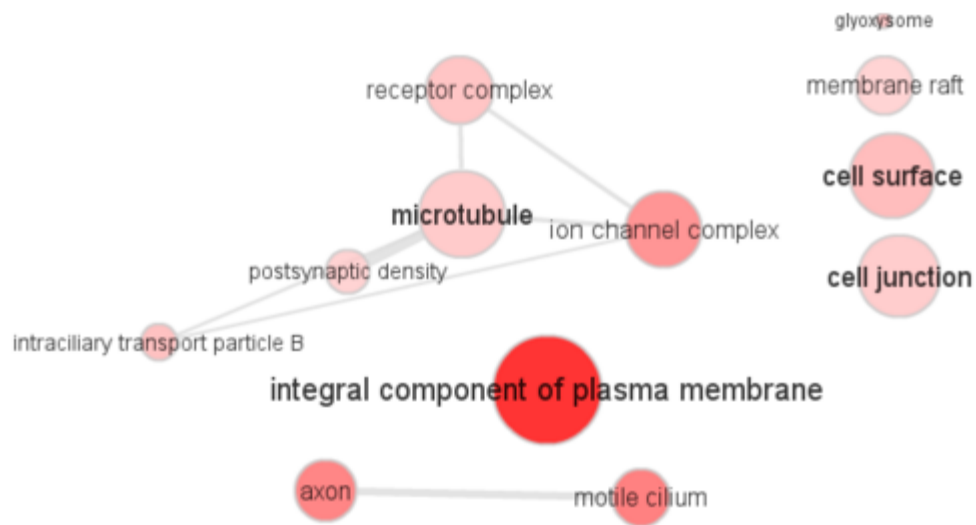 glyoxysome
receptor complex
membrane raft
cell surface
microtubule
ion channel complex
postsynaptic density
cell junction
intraciliary transport particle B
integral component of plasma membrane
axon
motile cilium